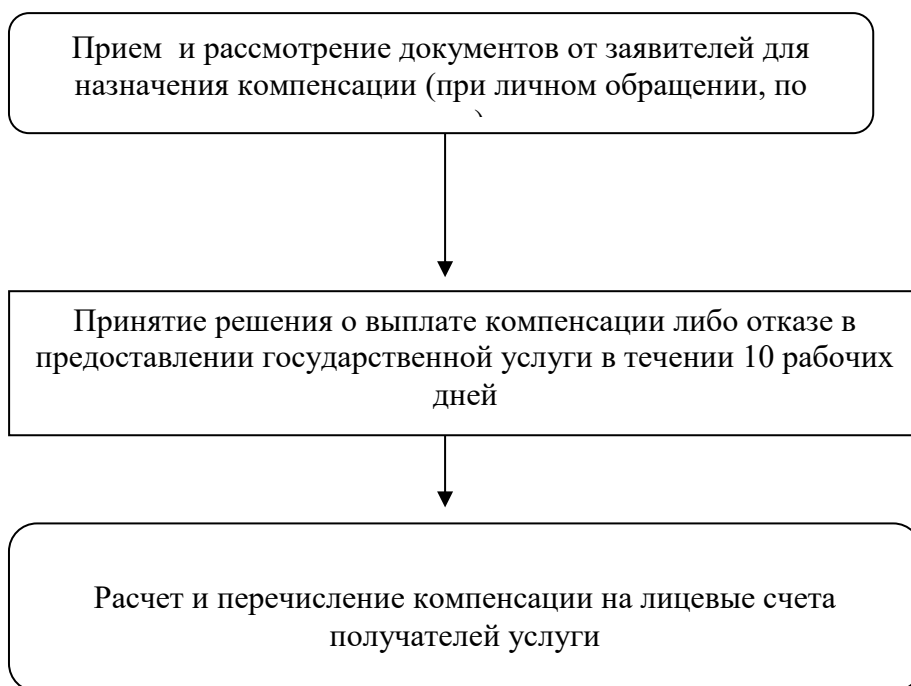 Прием  и рассмотрение документов от заявителей для
назначения компенсации (при личном обращении, по
Принятие решения о выплате компенсации либо отказе в
предоставлении государственной услуги в течении 10 рабочих
дней
Расчет и перечисление компенсации на лицевые счета
получателей услуги